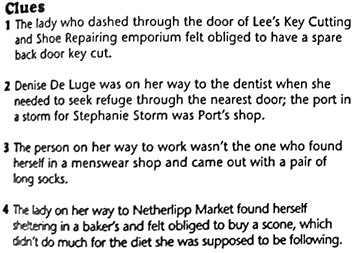 Clues
1 The lady who dashed through the door of Lee's Key Cutting
and Shoe Repairing emporium felt obliged to have a spare
back door key cut.
2 Denise De Luge was on her way to the dentist when she
needed to seek refuge through the nearest door; the port in
a storm for Stephanie Storm was Port's shop.
3 The person on her way to work wasn't the one who found
herself in a menswear shop and came out with a pair of
long socks.
4 The lady on her way to Netherlipp Market found herself
sheltering in a baker's and felt obliged to buy a scone, which
didn't do much for the diet she was supposed to be following.